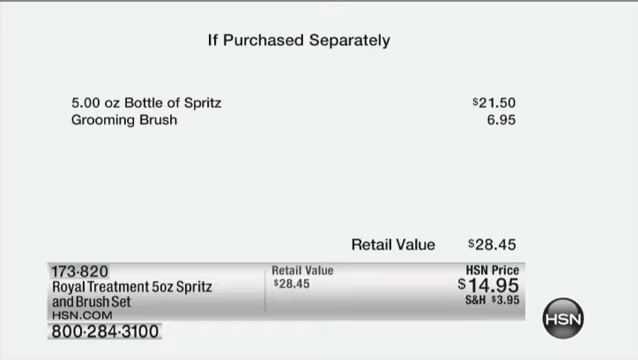 If Purchased Separately
5.00 oz Bottle of Spritz $21.50
Grooming Brush 6.95
Retail Value $28.45
173-820 Retail Value HSN Price
Royal Treatment 5oz Spritz $28.45 $14.95
and Brush Set S&H $3.95
HSN.COM
800-284-3100
HSN